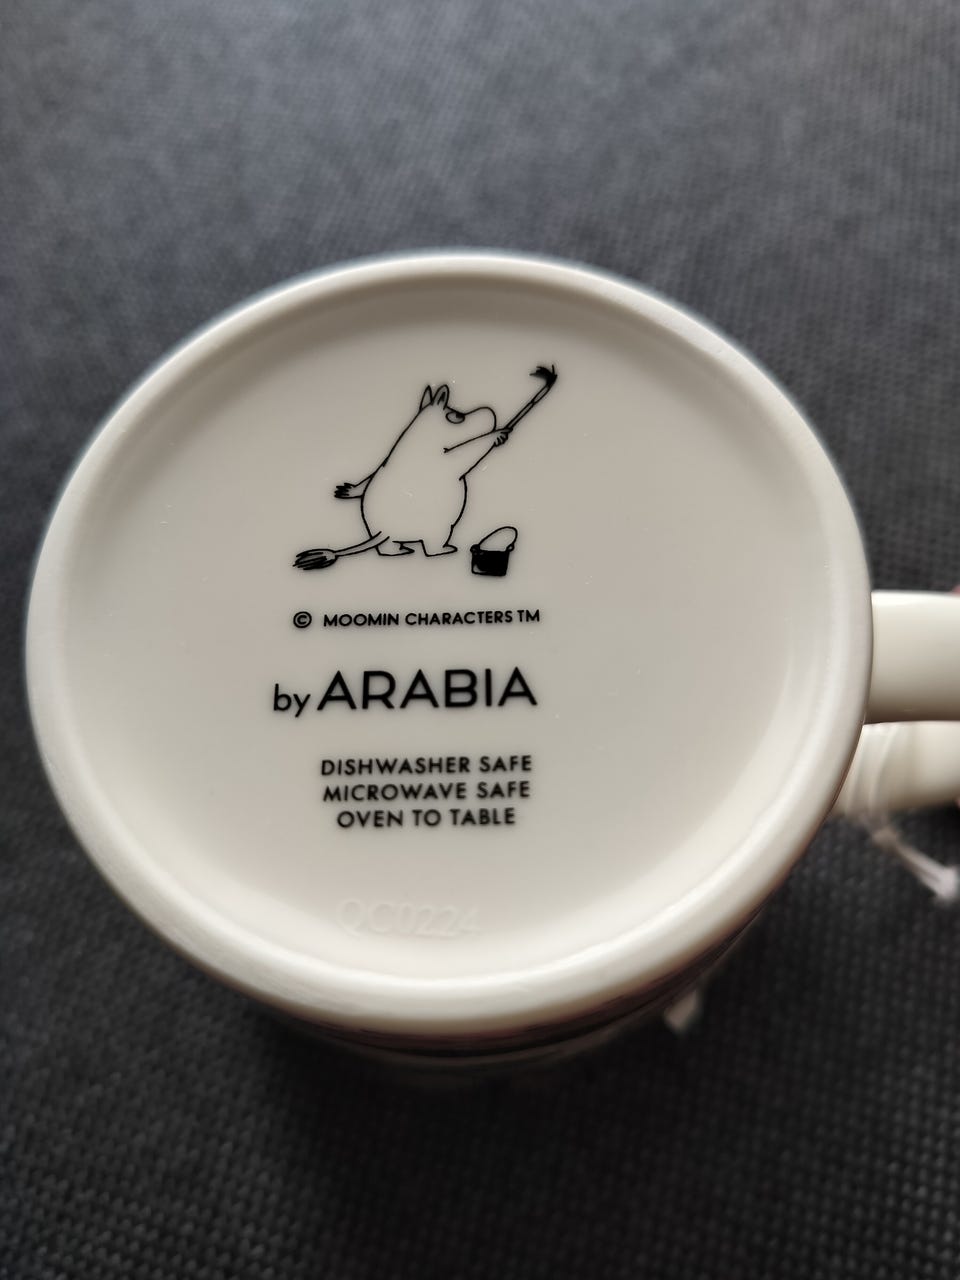 © MOOMIN CHARACTERS TM
by ARABIA
DISHWASHER SAFE
MICROWAVE SAFE
OVEN TO TABLE
QC0224